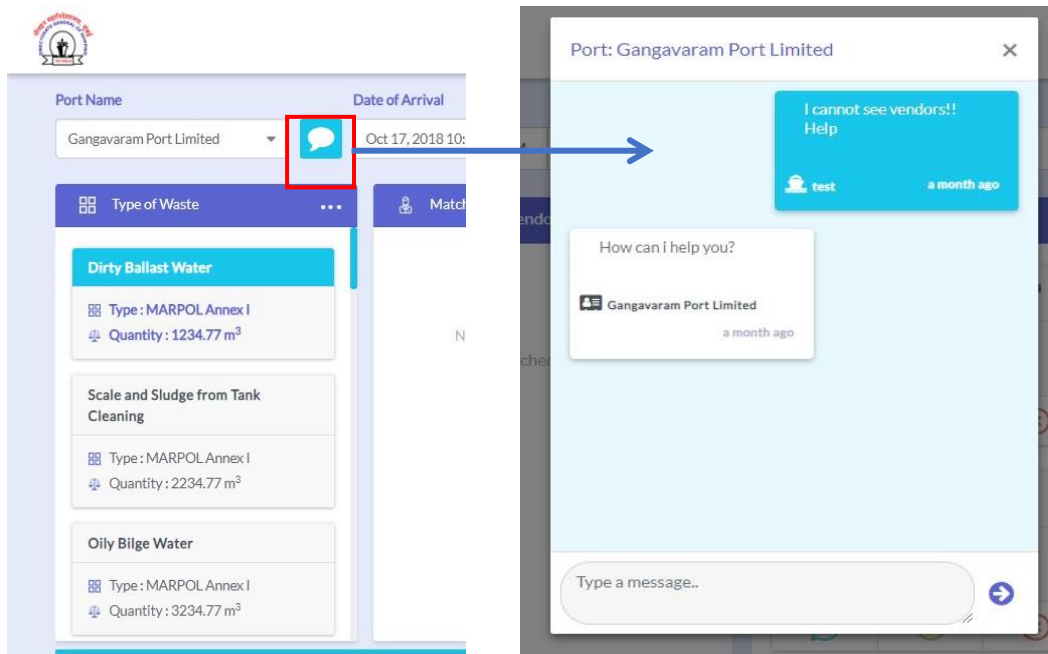 Port Name
Date of Arrival
Gangavaram Port Limited
Oct 17, 2018 10:
Type of Waste
Match
Dirty Ballast Water
Type : MARPOL Annex I
Quantity : 1234.77 m³
N
Scale and Sludge from Tank
Cleaning
Type : MARPOL Annex I
Quantity : 2234.77 m³
Oily Bilge Water
Type : MARPOL Annex I
Quantity : 3234.77 m³
Port: Gangavaram Port Limited
×
I cannot see vendors!!
Help
test
a month ago
How can i help you?
Gangavaram Port Limited
a month ago
Type a message..